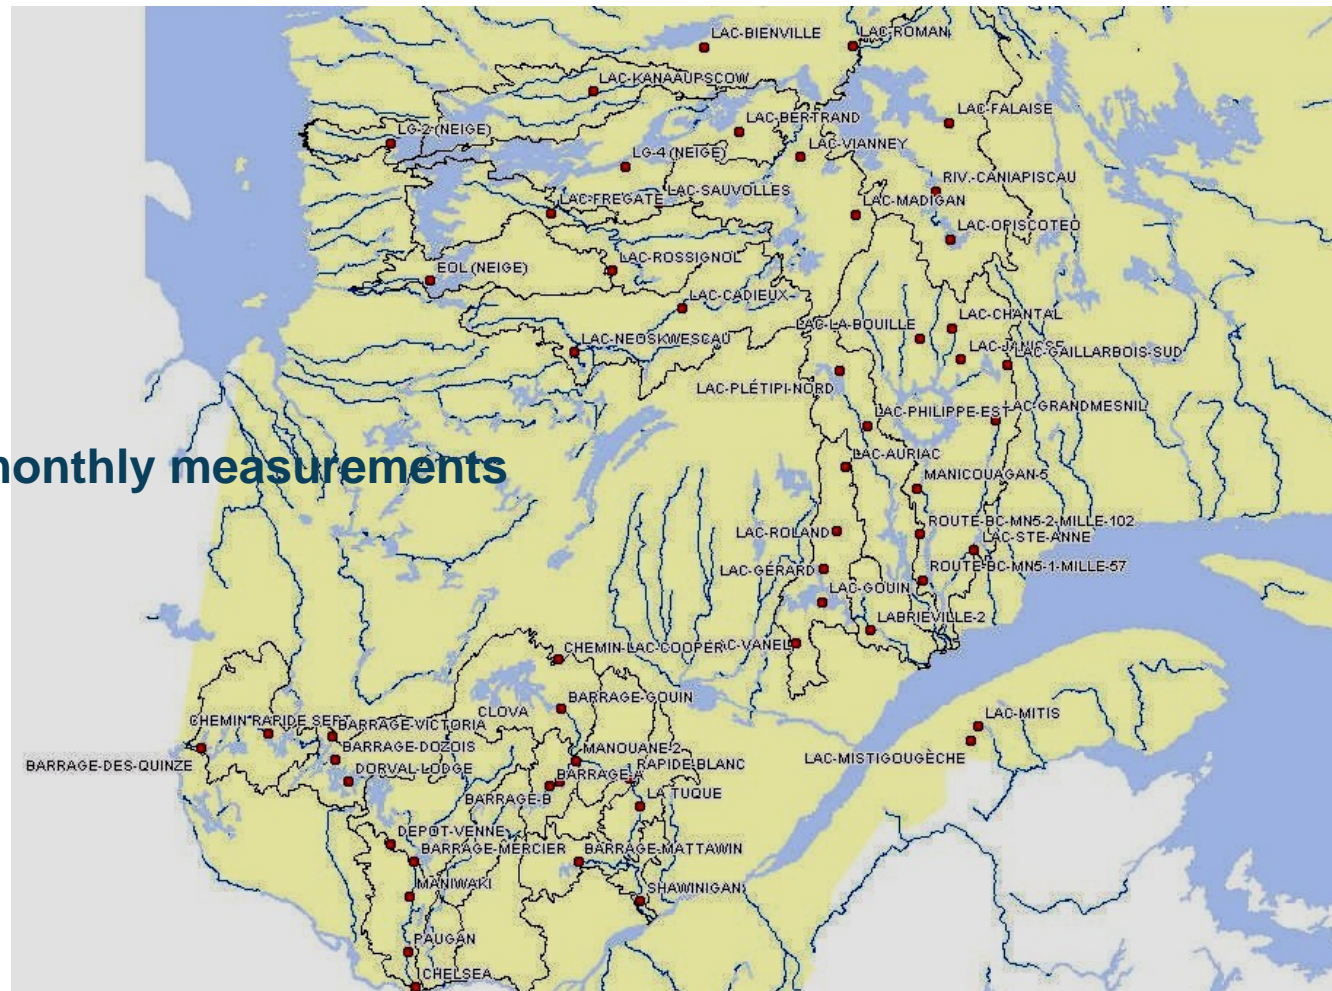 LAC-BIENVILLE
LAC-ROMAN
LAC-KANAAUPSCOW
LAC-FALAISE
LAC-BERTRAND
LG-2 (NEIGE)
LAC-VIANNEY
LG-4 (NEIGE)
RIV.-CANIAPISCAU
LAC-SAUVOLLES
LAC-FREGATE
LAC-MADIGAN
LAC-OPISCOTEO
LAC-ROSSIGNOL
EOL (NEIGE)
LAC-CADIEUX
LAC-CHANTAL
LAC-LA-BOUILLE
LAC-NEOSKWESCAU
LAC-JANISSE
LAC-GAILLARBOIS-SUD
LAC-PLÉTIPI-NORD
LAC-PHILIPPE-EST
LAC-GRANDMESNIL
LAC-AURIAC
onthly measurements
MANICOUAGAN-5
ROUTE-BC-MN5-2-MILLE-102
LAC-ROLAND
LAC-STE-ANNE
LAC-GÉRARD
ROUTE-BC-MN5-1-MILLE-57
LAC-GOUIN
LABRIEVILLE-2
CHEMIN-LAC-COOPER
AC-VANEL
BARRAGE-GOUIN
CLOVA
LAC-MITIS
CHEMIN RAPIDE SEP
BARRAGE-VICTORIA
BARRAGE-DOZOIS
MANOUANE-2
LAC-MISTIGOUGÈCHE
BARRAGE-DES-QUINZE
DORVAL-LODGE
BARRAGE-A
RAPIDE-BLANC
BARRAGE-B
LA TUQUE
DEPOT-VENNE
BARRAGE-MERCIER
BARRAGE-MATTAWIN
MANIWAKI
SHAWINIGAN
PAUGAN
CHELSEA